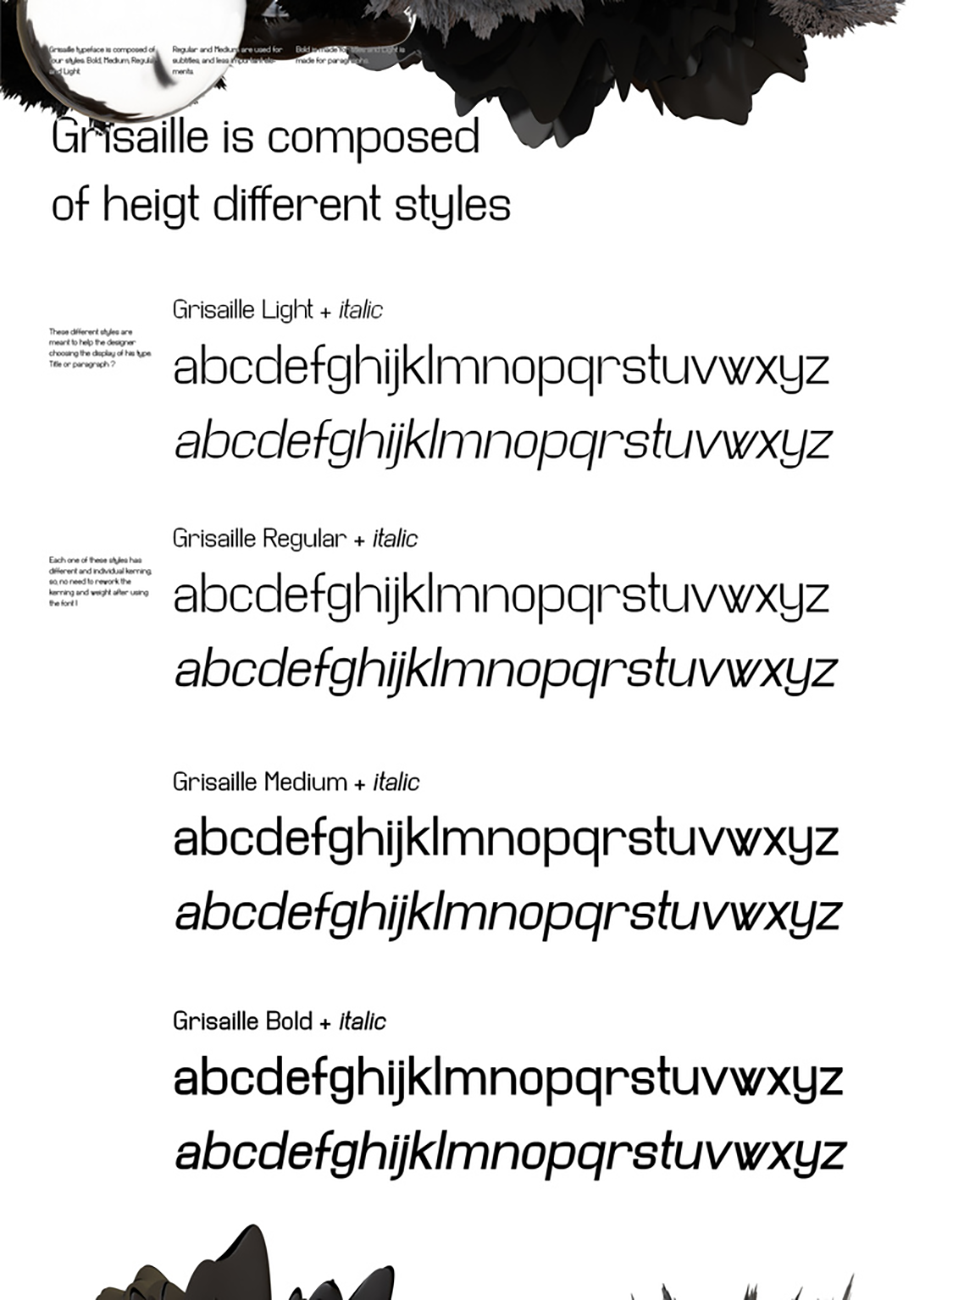 Grisaille typeface is composed of
four styles. Bold, Medium, Regular
and Light
Regular and Medium are used for
subtitles, and less important ele-
ments.
Bold is made for titles and Light is
made for paragraphs.
Grisaille is composed
of heigt different styles
Grisaille Light + italic
These different styles are
meant to help the designer
choosing the display of his type.
Title or paragraph ?
abcdefghijklmnopqrstuvwxyz
abcdefghijklmnopqrstuvwxyz
Grisaille Regular + italic
Each one of these styles has
different and individual kerning,
so, no need to rework the
kerning and weight after using
the font !
abcdefghijklmnopqrstuvwxyz
abcdefghijklmnopqrstuvwxyz
Grisaille Medium + italic
abcdefghijklmnopqrstuvwxyz
abcdefghijklmnopqrstuvwxyz
Grisaille Bold + italic
abcdefghijklmnopqrstuvwxyz
abcdefghijklmnopqrstuvwxyz